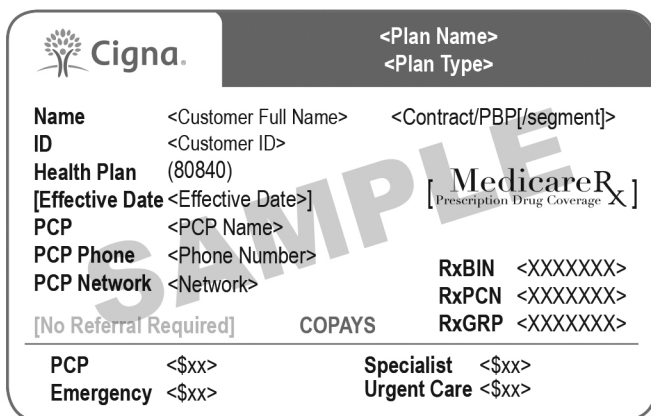 Cigna.
<Plan Name>
<Plan Type>
Name <Customer Full Name> <Contract/PBP[/segment]>
ID <Customer ID>
Health Plan (80840)
[Effective Date <Effective Date>]
[MedicareRx
Prescription Drug Coverage]
PCP <PCP Name>
PCP Phone <Phone Number>
PCP Network <Network>
RxBIN <XXXXXXX>
RxPCN <XXXXXXX>
RxGRP <XXXXXXX>
SAMPLE
[No Referral Required] COPAYS
PCP <$xx> Specialist <$xx>
Emergency <$xx> Urgent Care <$xx>